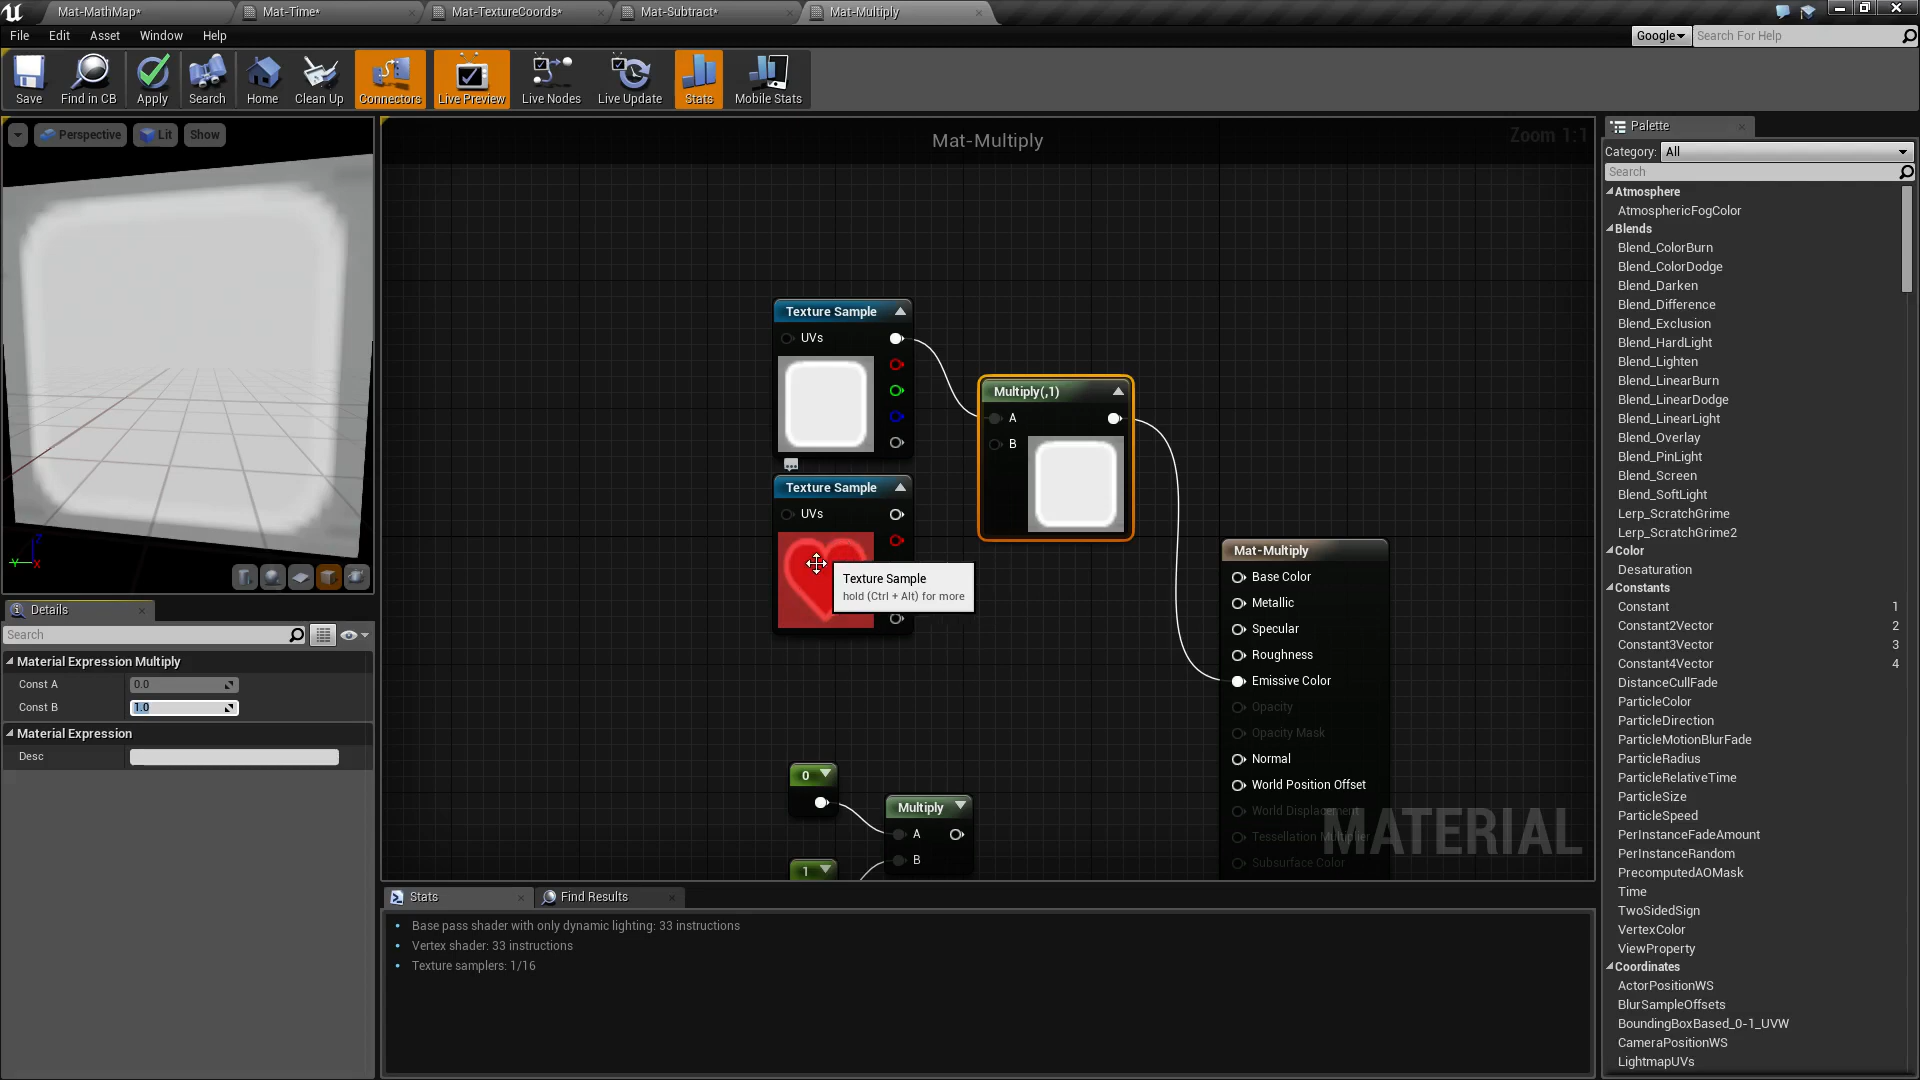 Mat-MathMap*
Mat-Time*
Mat-TextureCoords*
Mat-Subtract*
Mat-Multiply
File Edit Asset Window Help
Google
Search For Help
Save
Find in CB
Apply
Search
Home
Clean Up
Connectors
Live Preview
Live Nodes
Live Update
Stats
Mobile Stats
Perspective
Lit
Show
Mat-Multiply
Zoom 1:1
Texture Sample
UVs
Texture Sample
UVs
Texture Sample
hold (Ctrl + Alt) for more
Multiply(,1)
A
B
Mat-Multiply
Base Color
Metallic
Specular
Roughness
Emissive Color
Opacity
Opacity Mask
Normal
World Position Offset
World Displacement
Tessellation Multiplier
Subsurface Color
MATERIAL
0
Multiply
A
B
1
Details
Search
Material Expression Multiply
Const A 0.0
Const B 1.0
Material Expression
Desc
Stats
Find Results
Base pass shader with only dynamic lighting: 33 instructions
Vertex shader: 33 instructions
Texture samplers: 1/16
Palette
Category: All
Search
Atmosphere
AtmosphericFogColor
Blends
Blend_ColorBurn
Blend_ColorDodge
Blend_Darken
Blend_Difference
Blend_Exclusion
Blend_HardLight
Blend_Lighten
Blend_LinearBurn
Blend_LinearDodge
Blend_LinearLight
Blend_Overlay
Blend_PinLight
Blend_Screen
Blend_SoftLight
Lerp_ScratchGrime
Lerp_ScratchGrime2
Color
Desaturation
Constants
Constant 1
Constant2Vector 2
Constant3Vector 3
Constant4Vector 4
DistanceCullFade
ParticleColor
ParticleDirection
ParticleMotionBlurFade
ParticleRadius
ParticleRelativeTime
ParticleSize
ParticleSpeed
PerInstanceFadeAmount
PerInstanceRandom
PrecomputedAOMask
Time
TwoSidedSign
VertexColor
ViewProperty
Coordinates
ActorPositionWS
BlurSampleOffsets
BoundingBoxBased_0-1_UVW
CameraPositionWS
LightmapUVs